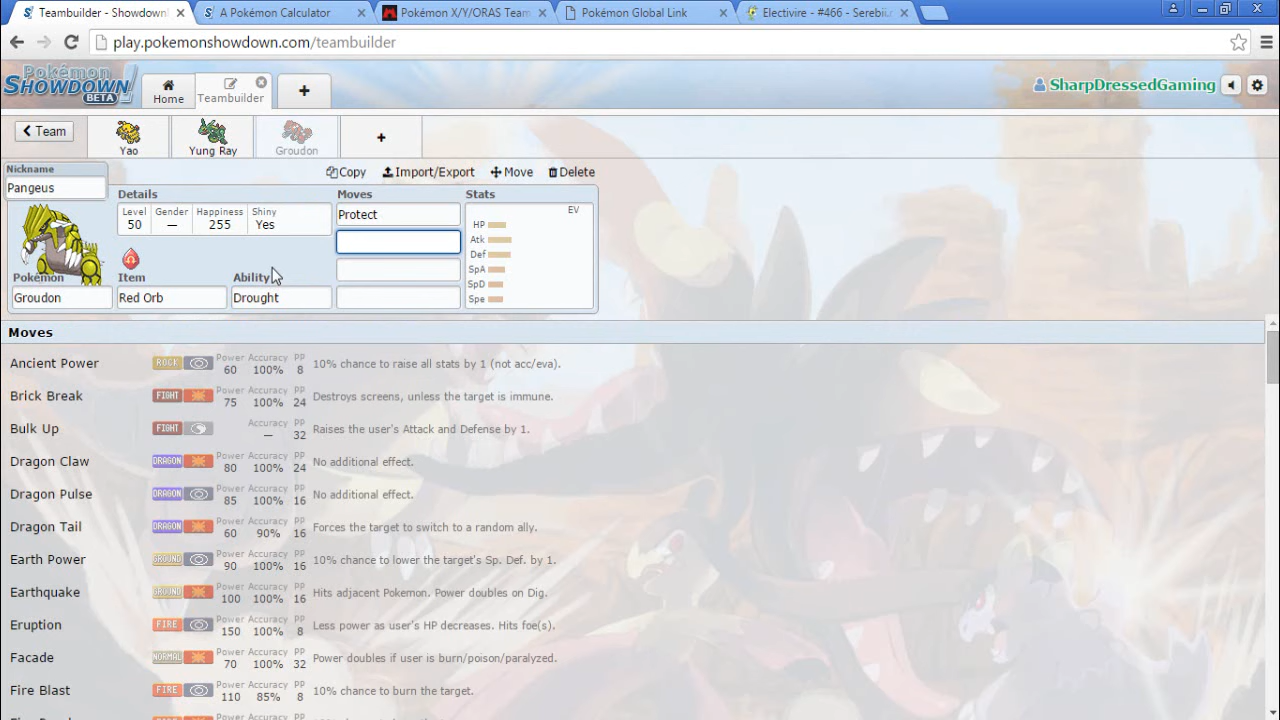 Teambuilder - Showdown! A Pokémon Calculator Pokémon X/Y/ORAS Team Pokémon Global Link Electivire - #466 - Serebii.
play.pokemonshowdown.com/teambuilder
Pokémon SHOWDOWN BETA Home Teambuilder + SharpDressedGaming
Team Yao Yung Ray Groudon +
Copy Import/Export Move Delete
Nickname Details Moves Stats
Pangeus Level Gender Happiness Shiny Protect EV
50 — 255 Yes HP
Atk
Def
SpA
SpD
Spe
Pokémon Item Ability
Groudon Red Orb Drought
Moves
Ancient Power ROCK Power 60 Accuracy 100% PP 8 10% chance to raise all stats by 1 (not acc/eva).
Brick Break FIGHT Power 75 Accuracy 100% PP 24 Destroys screens, unless the target is immune.
Bulk Up FIGHT Accuracy — PP 32 Raises the user's Attack and Defense by 1.
Dragon Claw DRAGON Power 80 Accuracy 100% PP 24 No additional effect.
Dragon Pulse DRAGON Power 85 Accuracy 100% PP 16 No additional effect.
Dragon Tail DRAGON Power 60 Accuracy 90% PP 16 Forces the target to switch to a random ally.
Earth Power GROUND Power 90 Accuracy 100% PP 16 10% chance to lower the target's Sp. Def. by 1.
Earthquake GROUND Power 100 Accuracy 100% PP 16 Hits adjacent Pokemon. Power doubles on Dig.
Eruption FIRE Power 150 Accuracy 100% PP 8 Less power as user's HP decreases. Hits foe(s).
Facade NORMAL Power 70 Accuracy 100% PP 32 Power doubles if user is burn/poison/paralyzed.
Fire Blast FIRE Power 110 Accuracy 85% PP 8 10% chance to burn the target.